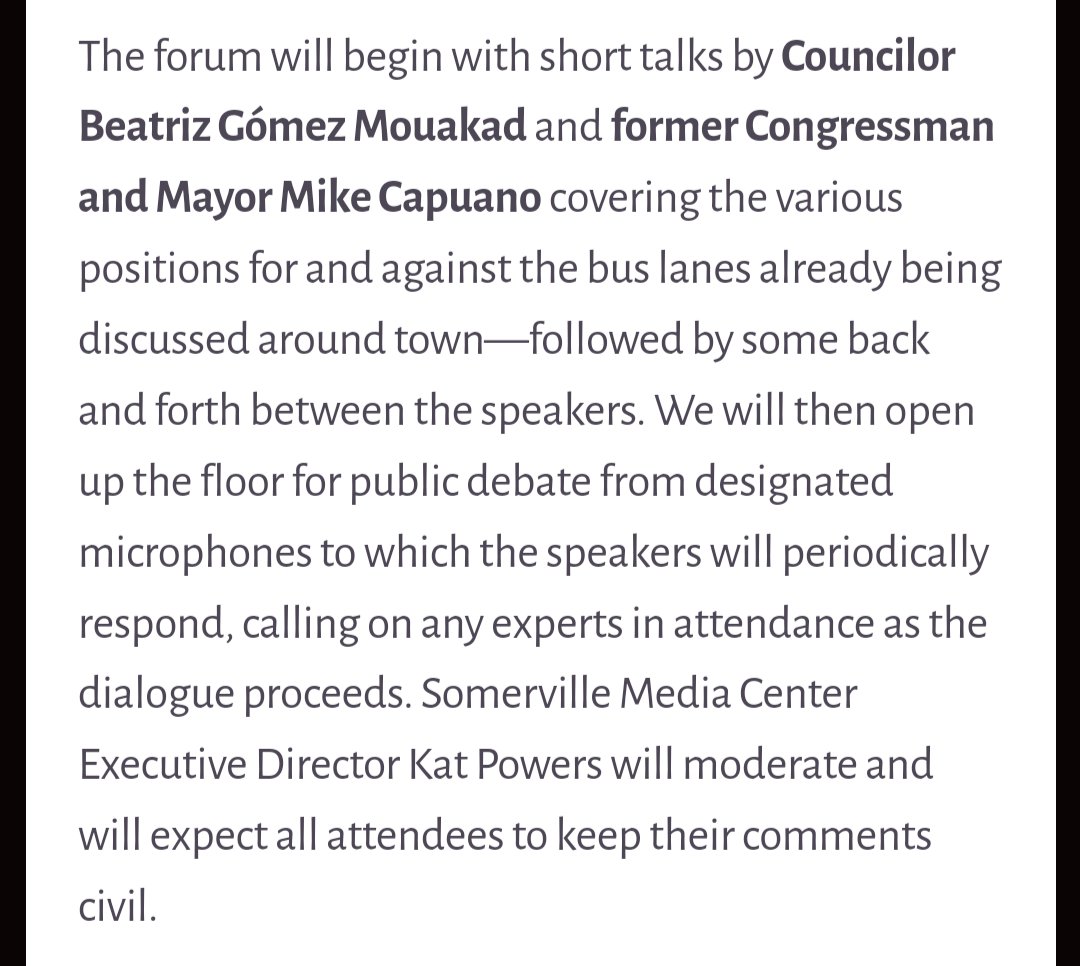 The forum will begin with short talks by Councilor
Beatriz Gómez Mouakad and former Congressman
and Mayor Mike Capuano covering the various
positions for and against the bus lanes already being
discussed around town—followed by some back
and forth between the speakers. We will then open
up the floor for public debate from designated
microphones to which the speakers will periodically
respond, calling on any experts in attendance as the
dialogue proceeds. Somerville Media Center
Executive Director Kat Powers will moderate and
will expect all attendees to keep their comments
civil.